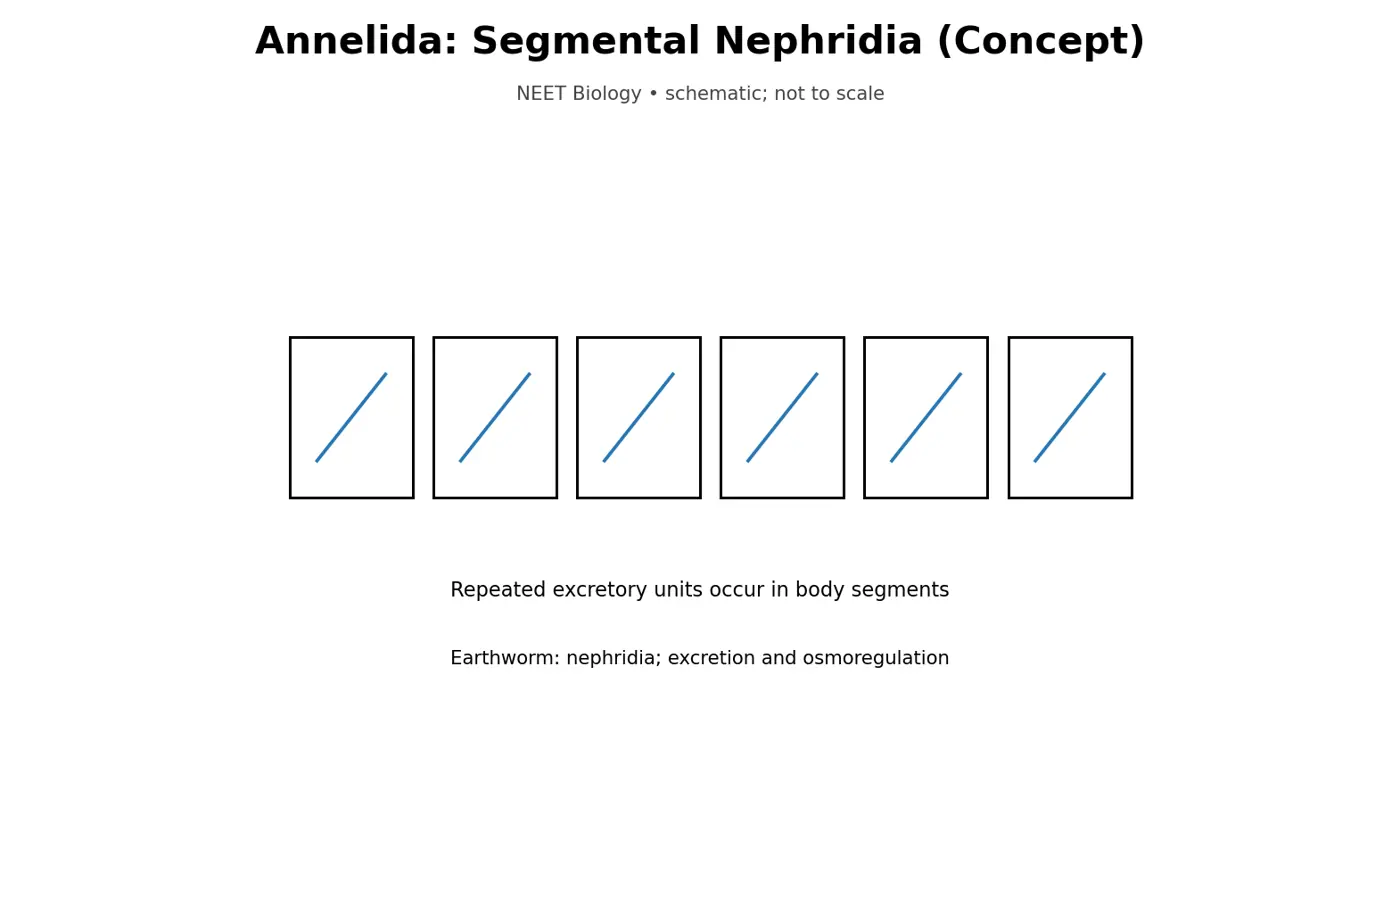 Annelida: Segmental Nephridia (Concept)
NEET Biology • schematic; not to scale
Repeated excretory units occur in body segments
Earthworm: nephridia; excretion and osmoregulation